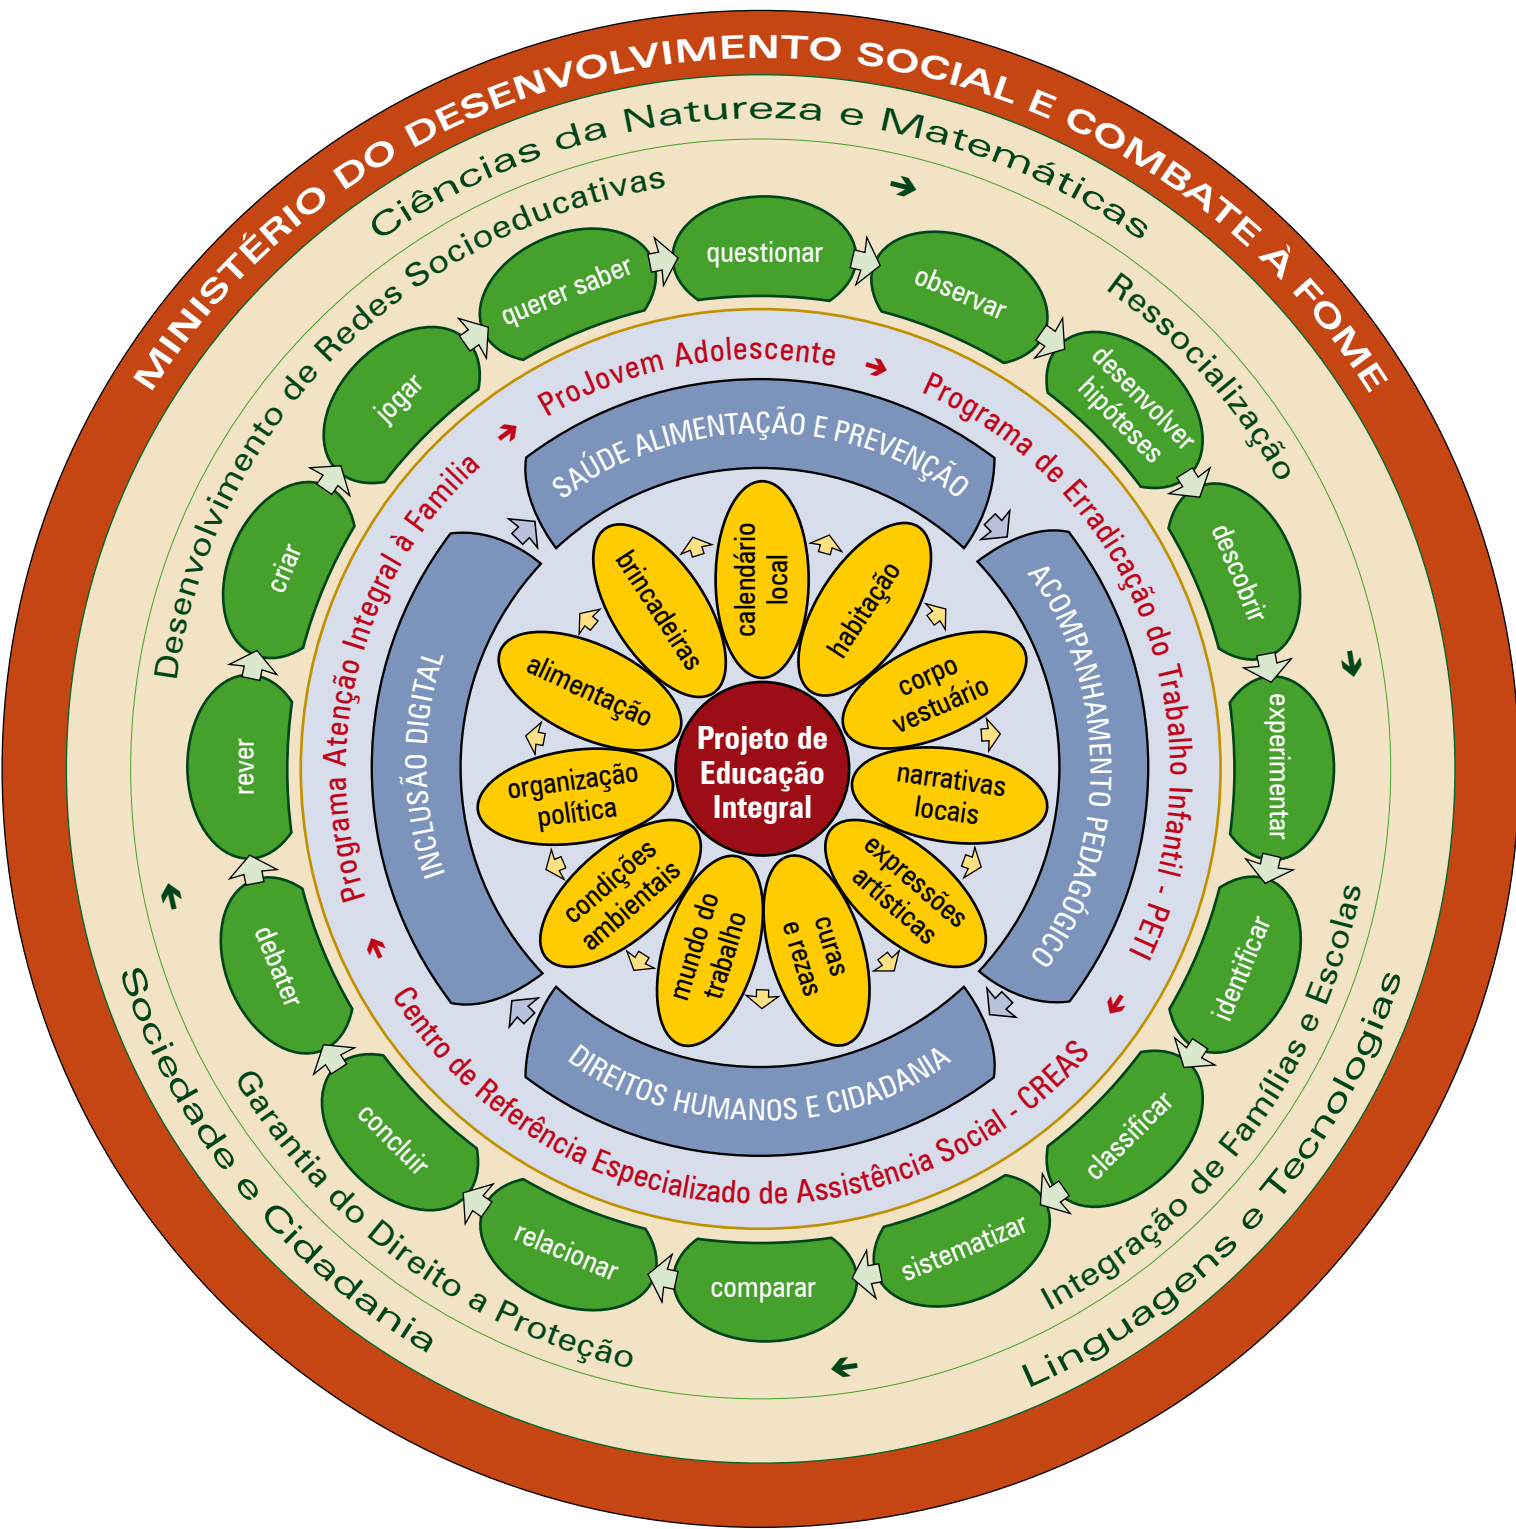 MINISTÉRIO DO DESENVOLVIMENTO SOCIAL E COMBATE À FOME
Ciências da Natureza e Matemáticas
Linguagens e Tecnologias
Sociedade e Cidadania
Desenvolvimento de Redes Socioeducativas
Ressocialização
Integração de Famílias e Escolas
Garantia do Direito a Proteção
questionar
observar
desenvolver
hipóteses
descobrir
experimentar
identificar
classificar
sistematizar
comparar
relacionar
concluir
debater
rever
criar
jogar
querer saber
ProJovem Adolescente
Programa de Erradicação do Trabalho Infantil - PETI
Centro de Referência Especializado de Assistência Social - CREAS
Programa Atenção Integral à Familia
SAÚDE ALIMENTAÇÃO E PREVENÇÃO
ACOMPANHAMENTO PEDAGÓGICO
DIREITOS HUMANOS E CIDADANIA
INCLUSÃO DIGITAL
calendário
local
habitação
corpo
vestuário
narrativas
locais
expressões
artísticas
curas
e rezas
mundo do
trabalho
condições
ambientais
organização
política
alimentação
brincadeiras
Projeto de
Educação
Integral